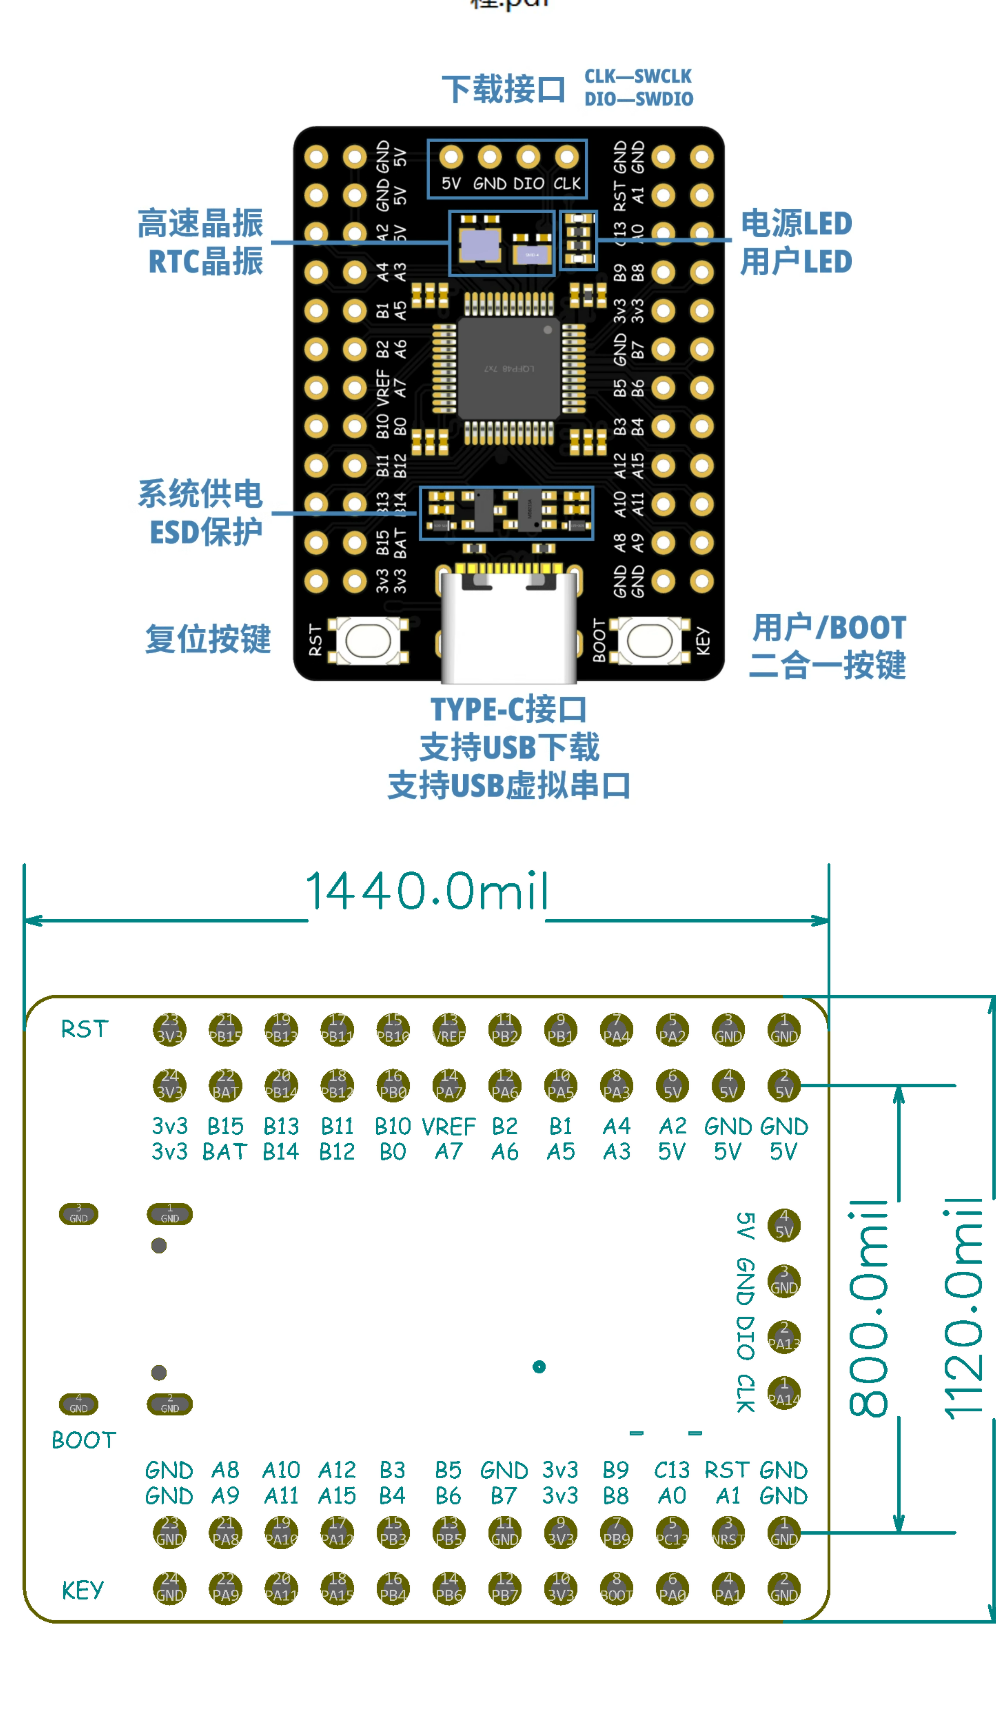 程.pdf
下载接口
CLK—SWCLK
DIO—SWDIO
5V GND DIO CLK
GND 5V
GND 5V
A2 5V
A4 A3
B1 A5
B2 A6
VREF A7
B10 B0
B11 B12
B13 B14
B15 BAT
3v3 3v3
GND GND
RST A1
C13 A0
B9 B8
3v3 3v3
GND B7
B5 B6
B3 B4
A12 A15
A10 A11
A8 A9
GND GND
高速晶振
RTC晶振
电源LED
用户LED
LQFP48 7x7
系统供电
ESD保护
复位按键
RST
BOOT
KEY
用户/BOOT
二合一按键
TYPE-C接口
支持USB下载
支持USB虚拟串口
1440.0mil
RST
23 21 19 17 15 13 11 9 7 5 3 1
3V3 PB15 PB13 PB11 PB10 VREF PB2 PB1 PA4 PA2 GND GND
24 22 20 18 16 14 12 10 8 6 4 2
3V3 BAT PB14 PB12 PB0 PA7 PA6 PA5 PA3 5V 5V 5V
3v3 B15 B13 B11 B10 VREF B2 B1 A4 A2 GND GND
3v3 BAT B14 B12 B0 A7 A6 A5 A3 5V 5V 5V
3 GND
1 GND
5V
4 5V
GND
3 GND
DIO
2 PA13
CLK
1 PA14
800.0mil
1120.0mil
4 GND
2 GND
BOOT
GND A8 A10 A12 B3 B5 GND 3v3 B9 C13 RST GND
GND A9 A11 A15 B4 B6 B7 3v3 B8 A0 A1 GND
23 21 19 17 15 13 11 9 7 5 3 1
GND PA8 PA10 PA12 PB3 PB5 GND 3V3 PB9 PC13 NRST GND
KEY
24 22 20 18 16 14 12 10 8 6 4 2
GND PA9 PA11 PA15 PB4 PB6 PB7 3V3 BOOT PA0 PA1 GND